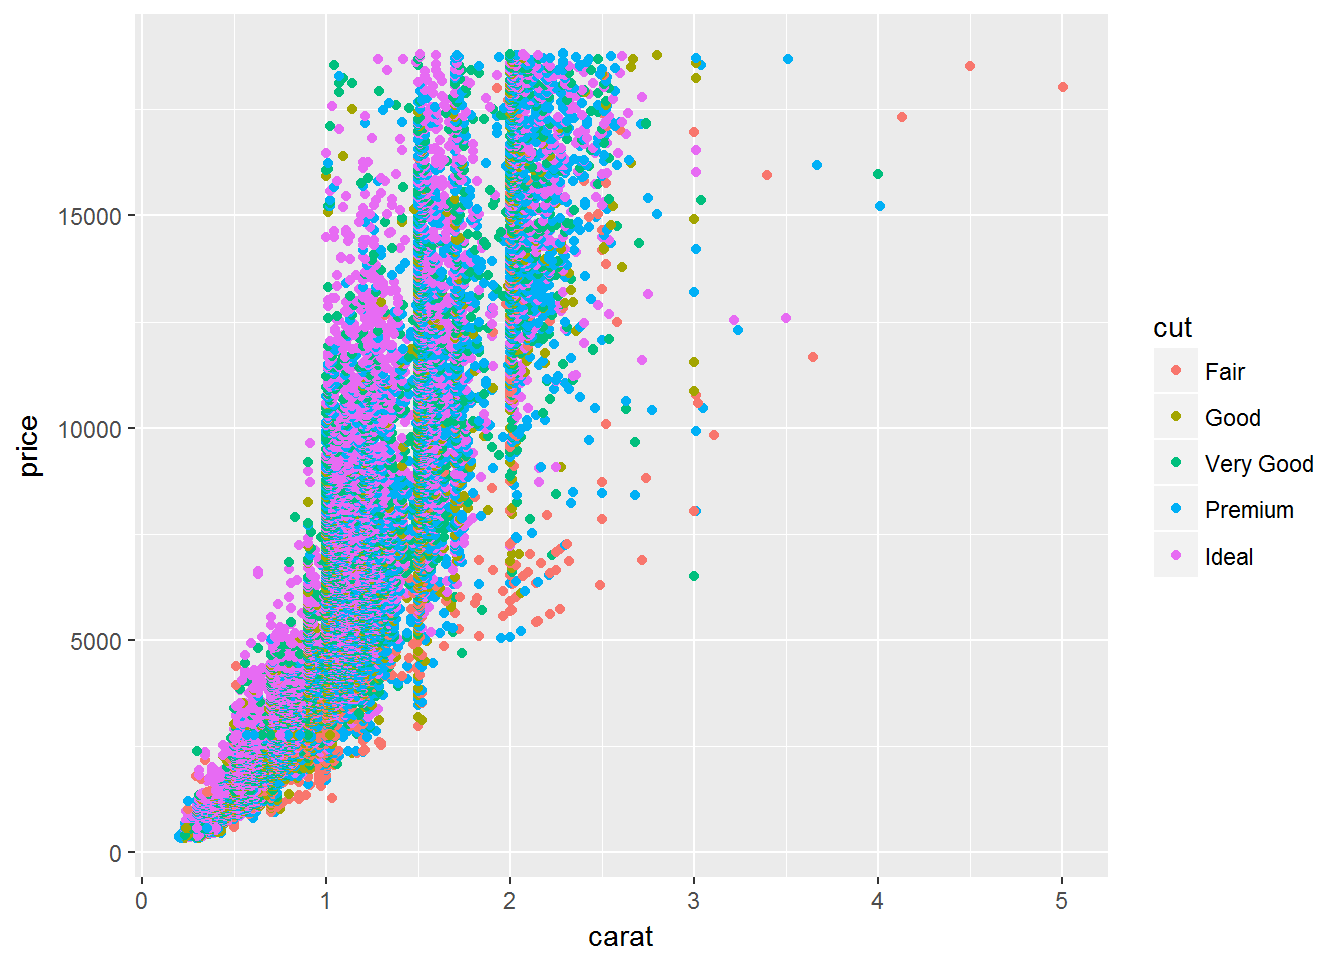 price
15000
10000
5000
0
0 1 2 3 4 5
carat
cut
Fair
Good
Very Good
Premium
Ideal